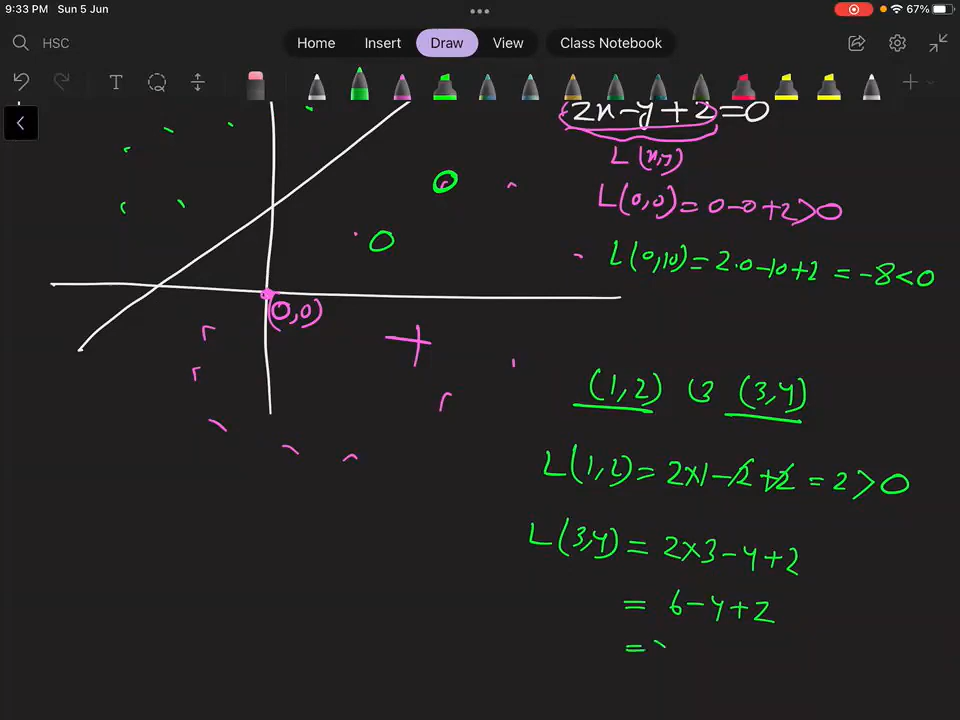 9:33 PM Sun 5 Jun
67%
HSC
Home Insert Draw View Class Notebook
T
2x-y+2=0
L(x,y)
L(0,0)=0-0+2>0
L(0,10)=2.0-10+2=-8<0
(0,0)
(1,2) ও (3,4)
L(1,2)=2×1-2+2=2>0
L(3,4)=2×3-4+2
=6-4+2
=